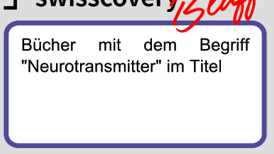 swisscovery
Bücher mit dem Begriff
"Neurotransmitter" im Titel